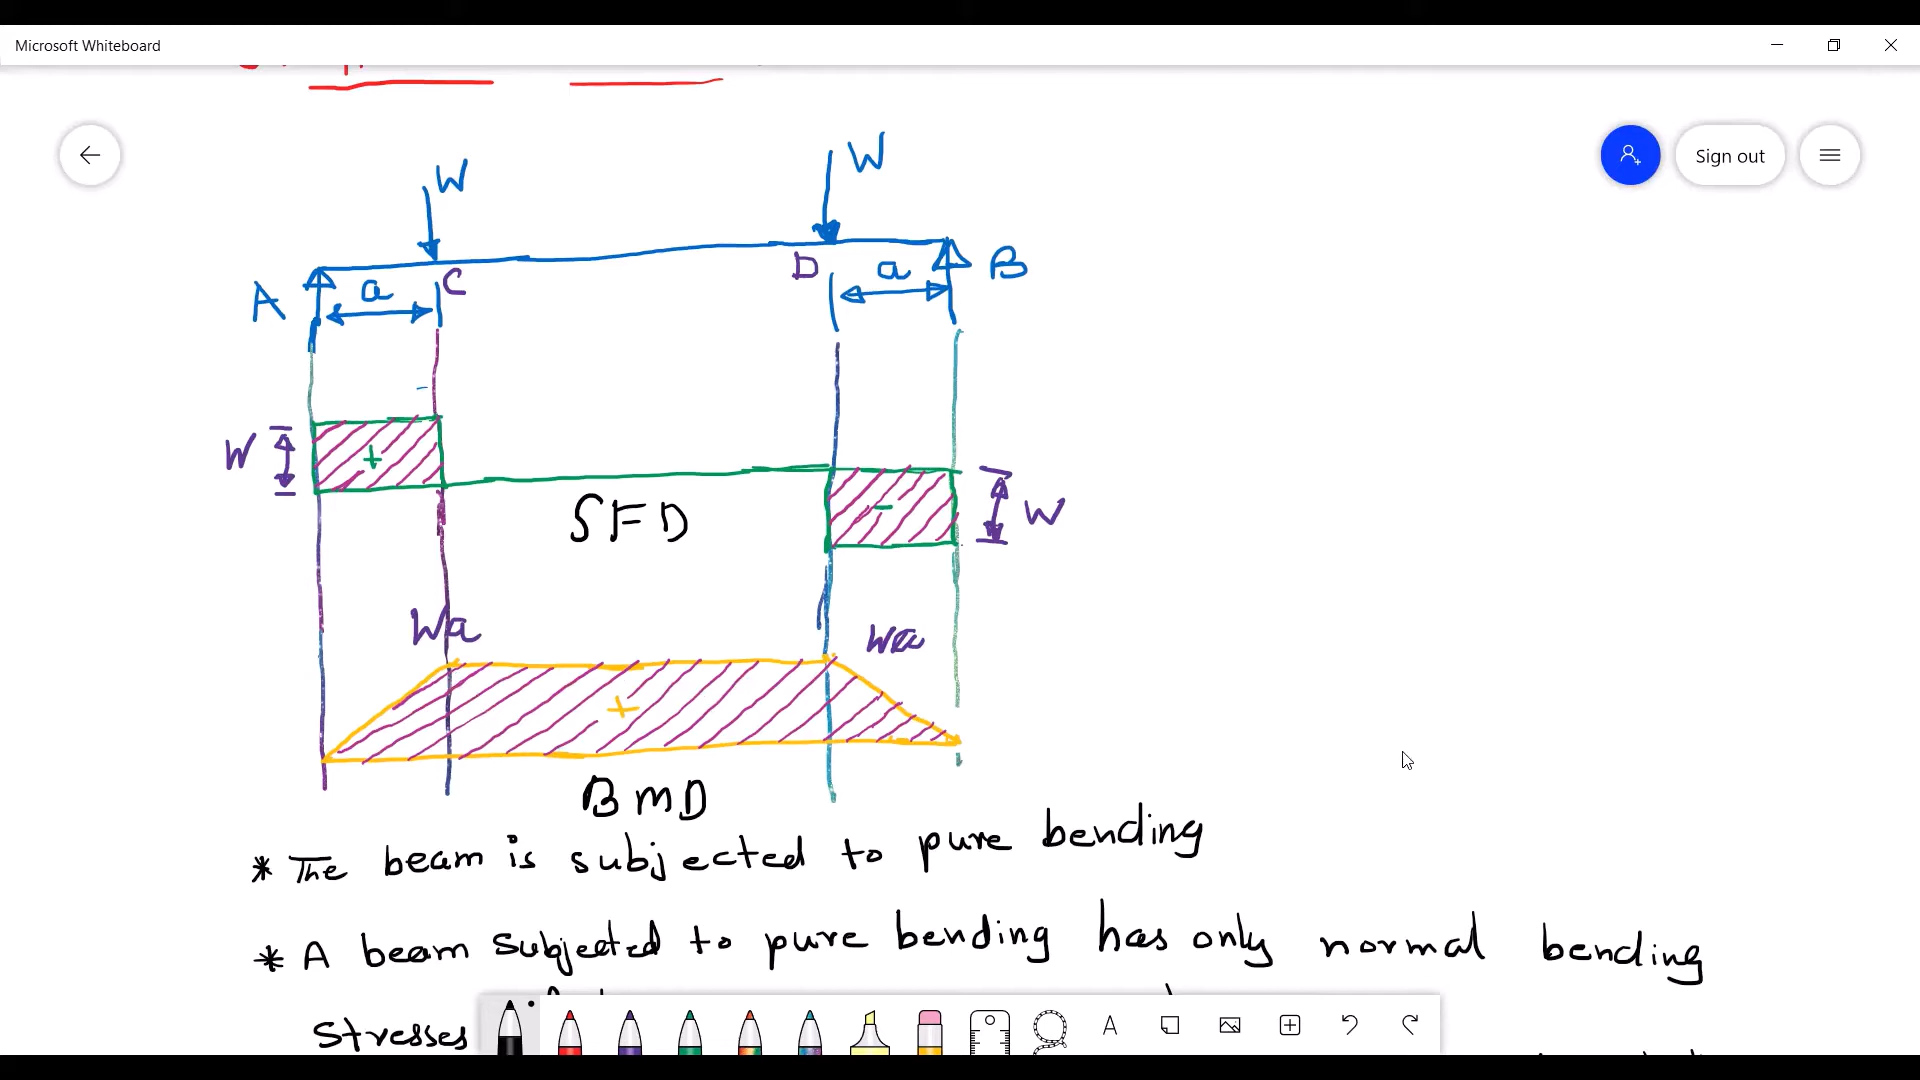 Microsoft Whiteboard
Sign out
W
W
A
a
C
D
a
B
W
+
SFD
-
W
Wa
Wa
+
BMD
* The beam is subjected to pure bending
* A beam subjected to pure bending has only normal bending
stresses
A